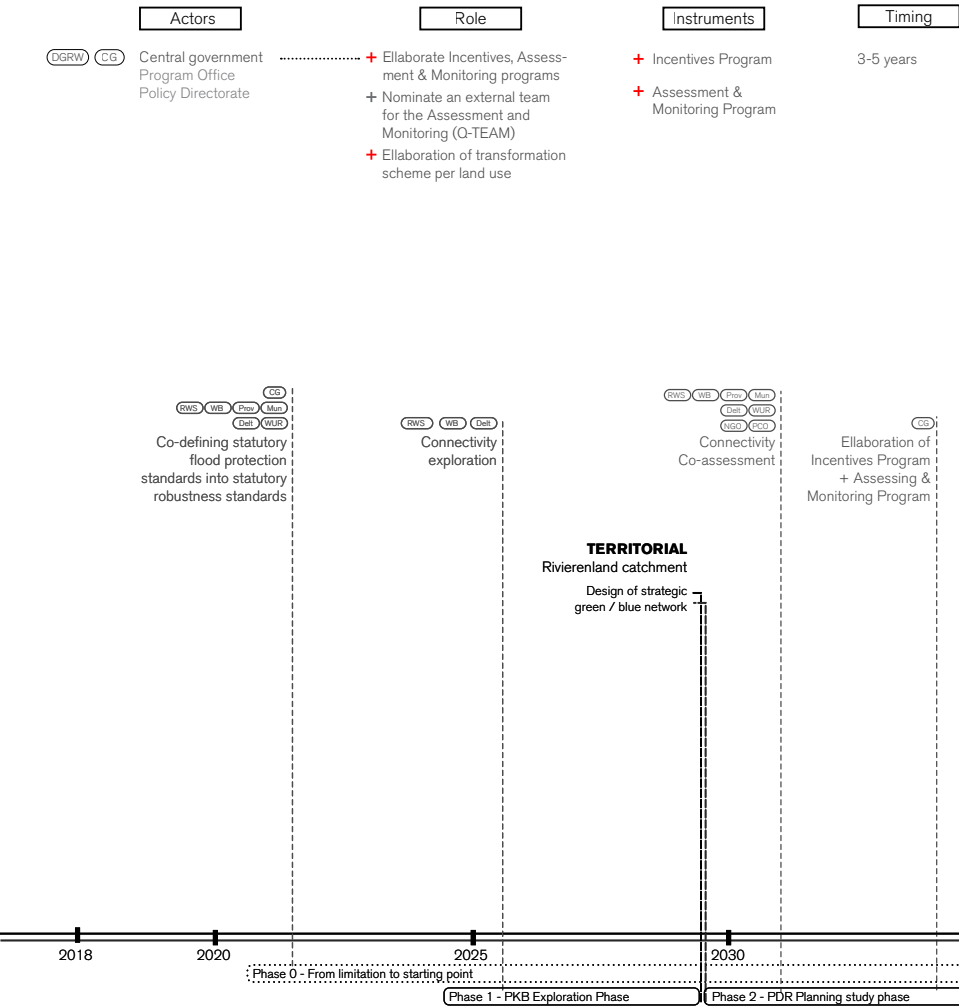 Actors
Role
Instruments
Timing
DGRW CG
Central government
Program Office
Policy Directorate
+ Ellaborate Incentives, Assess-
ment & Monitoring programs
+ Nominate an external team
for the Assessment and
Monitoring (Q-TEAM)
+ Ellaboration of transformation
scheme per land use
+ Incentives Program
+ Assessment &
Monitoring Program
3-5 years
CG
RWS WB Prov Mun
Delt WUR
Co-defining statutory
flood protection
standards into statutory
robustness standards
RWS WB Delt
Connectivity
exploration
RWS WB Prov Mun
Delt WUR
NGO PCO
Connectivity
Co-assessment
CG
Ellaboration of
Incentives Program
+ Assessing &
Monitoring Program
TERRITORIAL
Rivierenland catchment
Design of strategic
green / blue network
2018
2020
2025
2030
Phase 0 - From limitation to starting point
Phase 1 - PKB Exploration Phase
Phase 2 - PDR Planning study phase